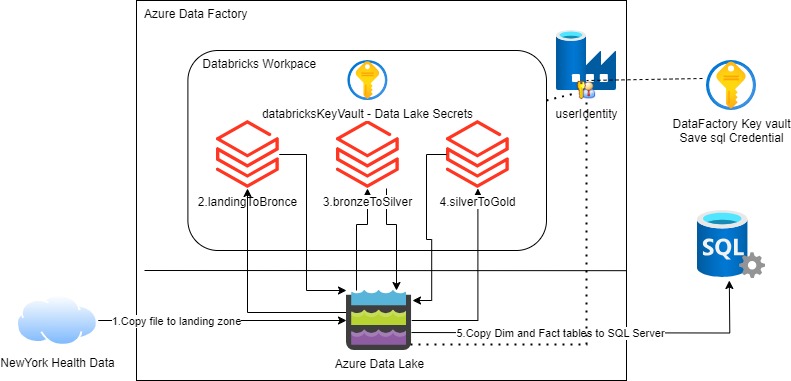 Azure Data Factory
Databricks Workpace
databricksKeyVault - Data Lake Secrets
userIdentity
DataFactory Key vault
Save sql Credential
2.landingToBronce
3.bronzeToSilver
4.silverToGold
SQL
1.Copy file to landing zone
5.Copy Dim and Fact tables to SQL Server
NewYork Health Data
Azure Data Lake